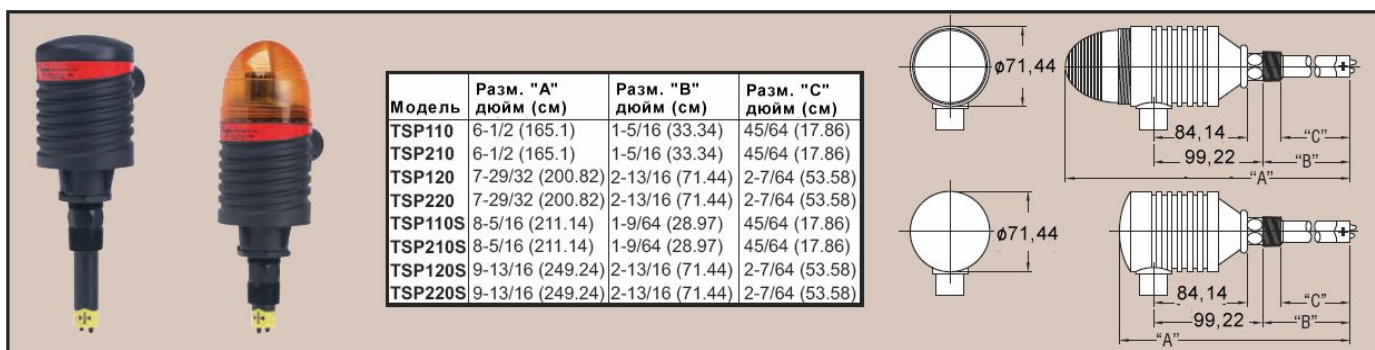 Модель Разм. "А" дюйм (см) Разм. "В" дюйм (см) Разм. "С" дюйм (см)
TSP110 6-1/2 (165.1) 1-5/16 (33.34) 45/64 (17.86)
TSP210 6-1/2 (165.1) 1-5/16 (33.34) 45/64 (17.86)
TSP120 7-29/32 (200.82) 2-13/16 (71.44) 2-7/64 (53.58)
TSP220 7-29/32 (200.82) 2-13/16 (71.44) 2-7/64 (53.58)
TSP110S 8-5/16 (211.14) 1-9/64 (28.97) 45/64 (17.86)
TSP210S 8-5/16 (211.14) 1-9/64 (28.97) 45/64 (17.86)
TSP120S 9-13/16 (249.24) 2-13/16 (71.44) 2-7/64 (53.58)
TSP220S 9-13/16 (249.24) 2-13/16 (71.44) 2-7/64 (53.58)
ø71,44
84,14 "C"
99,22 "B"
"A"
ø71,44
84,14 "C"
99,22 "B"
"A"